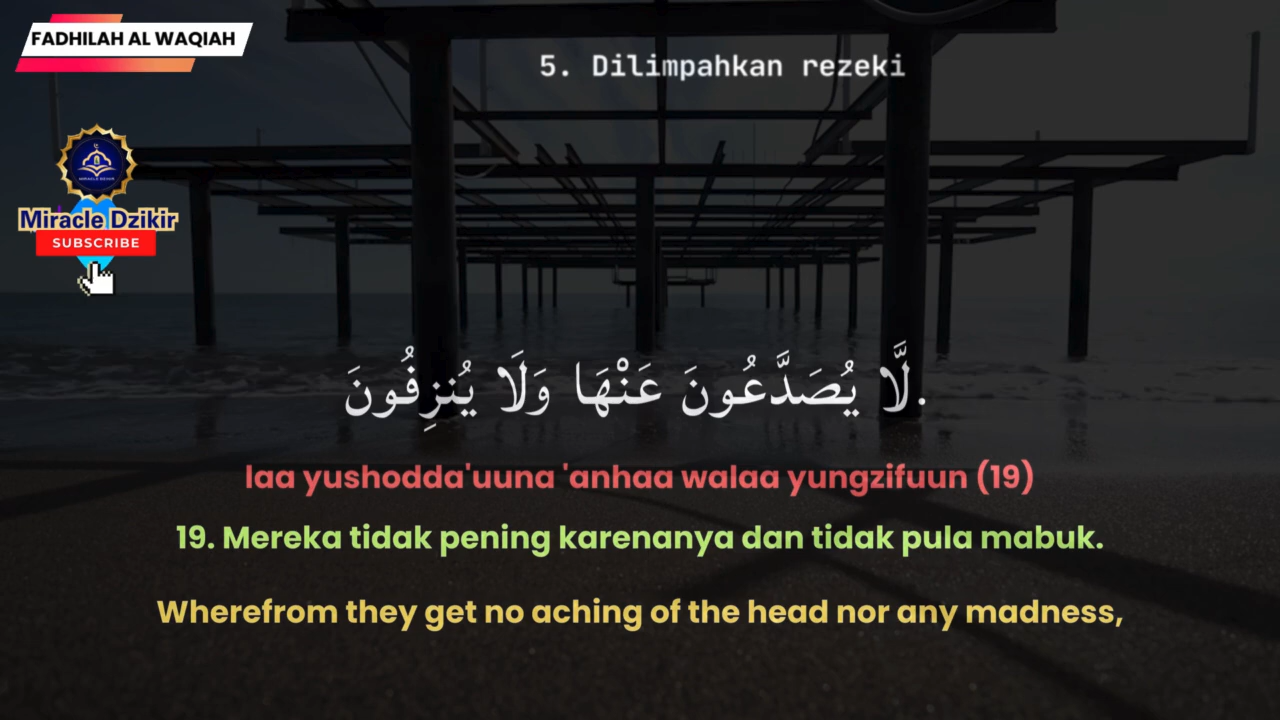 FADHILAH AL WAQIAH
5. Dilimpahkan rezeki
MIRACLE DZIKIR
Miracle Dzikir
SUBSCRIBE
لَّا يُصَدَّعُونَ عَنْهَا وَلَا يُنزِفُونَ.
laa yushodda'uuna 'anhaa walaa yungzifuun (19)
19. Mereka tidak pening karenanya dan tidak pula mabuk.
Wherefrom they get no aching of the head nor any madness,